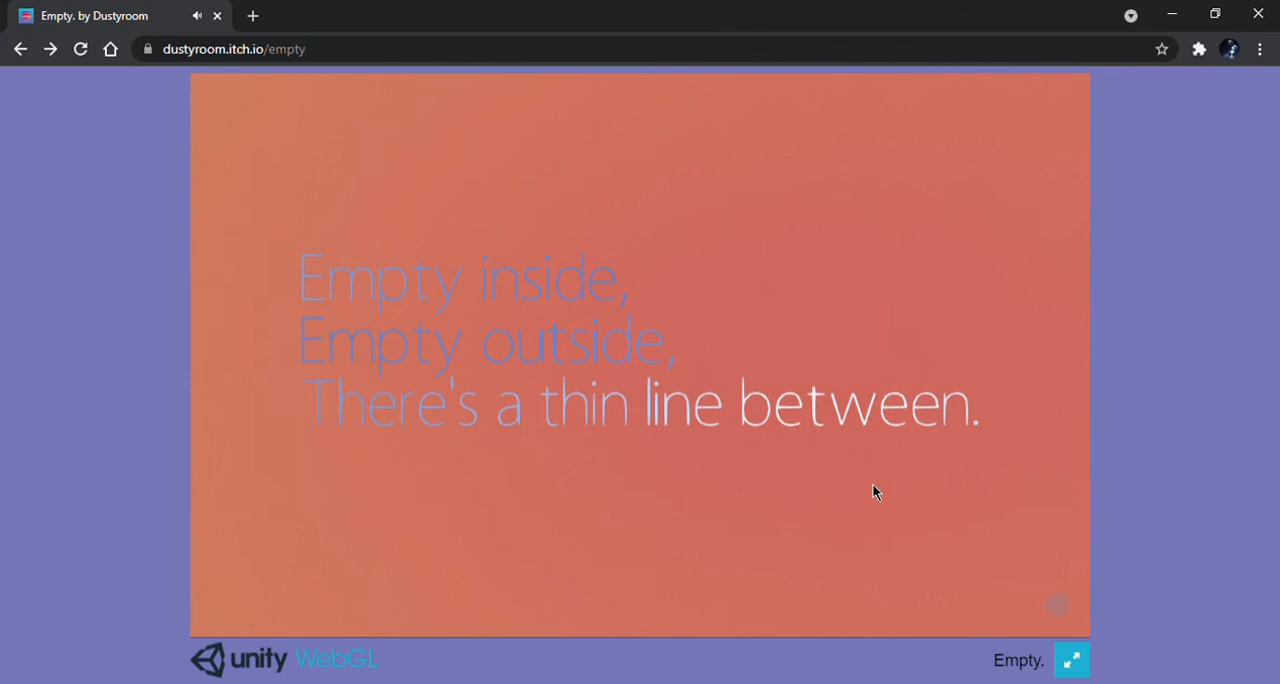 Empty. by Dustyroom
dustyroom.itch.io/empty
Empty inside,
Empty outside,
There's a thin line between.
unity WebGL
Empty.